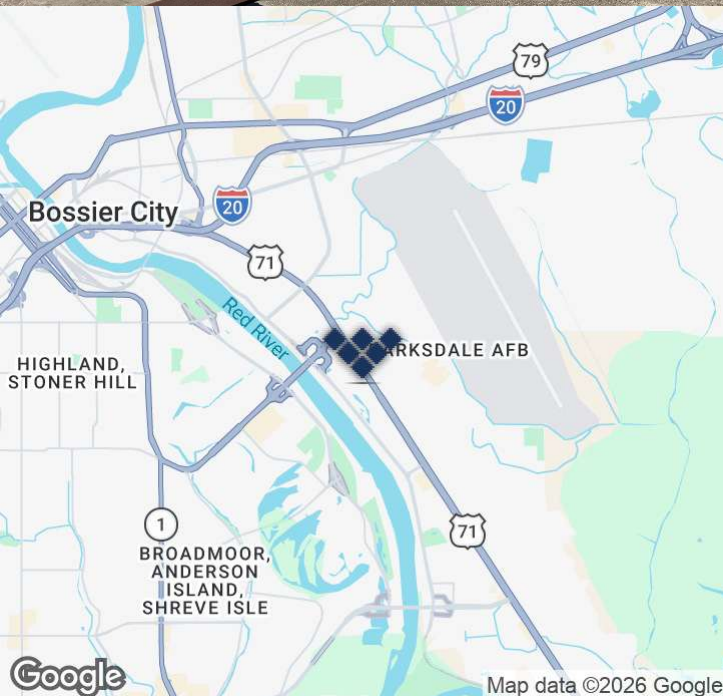 79
20
Bossier City
20
71
Red River
ARKSDALE AFB
HIGHLAND,
STONER HILL
1
BROADMOOR,
ANDERSON
ISLAND,
SHREVE ISLE
71
Google
Map data ©2026 Google